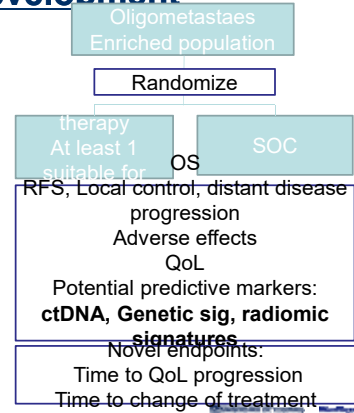 Oligometastaes
Enriched population
Randomize
therapy
At least 1
suitable for
SOC
OS
RFS, Local control, distant disease
progression
Adverse effects
QoL
Potential predictive markers:
ctDNA, Genetic sig, radiomic
signatures
Novel endpoints:
Time to QoL progression
Time to change of treatment